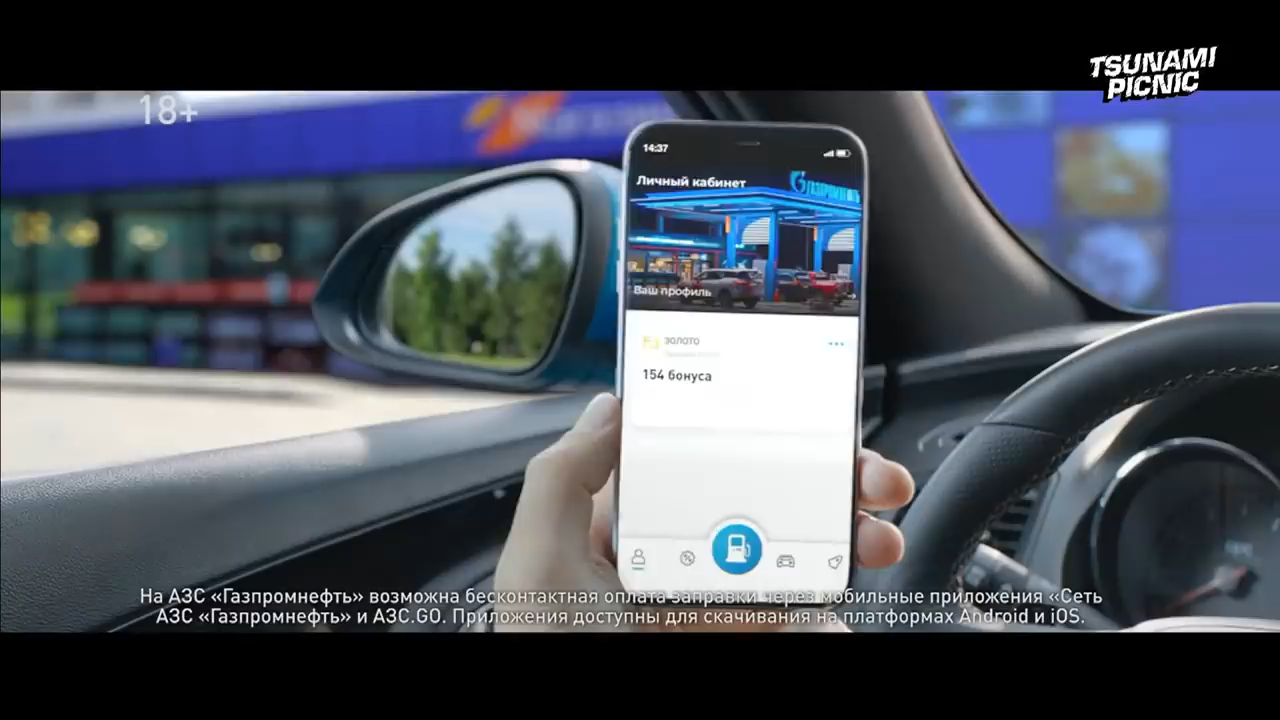 TSUNAMI
PICNIC
18+
14:37
Личный кабинет
ГАЗПРОМНЕФТЬ
Ваш профиль
ЗОЛОТО
154 бонуса
На АЗС «Газпромнефть» возможна бесконтактная оплата заправки через мобильные приложения «Сеть
АЗС «Газпромнефть» и АЗС.GO. Приложения доступны для скачивания на платформах Android и iOS.